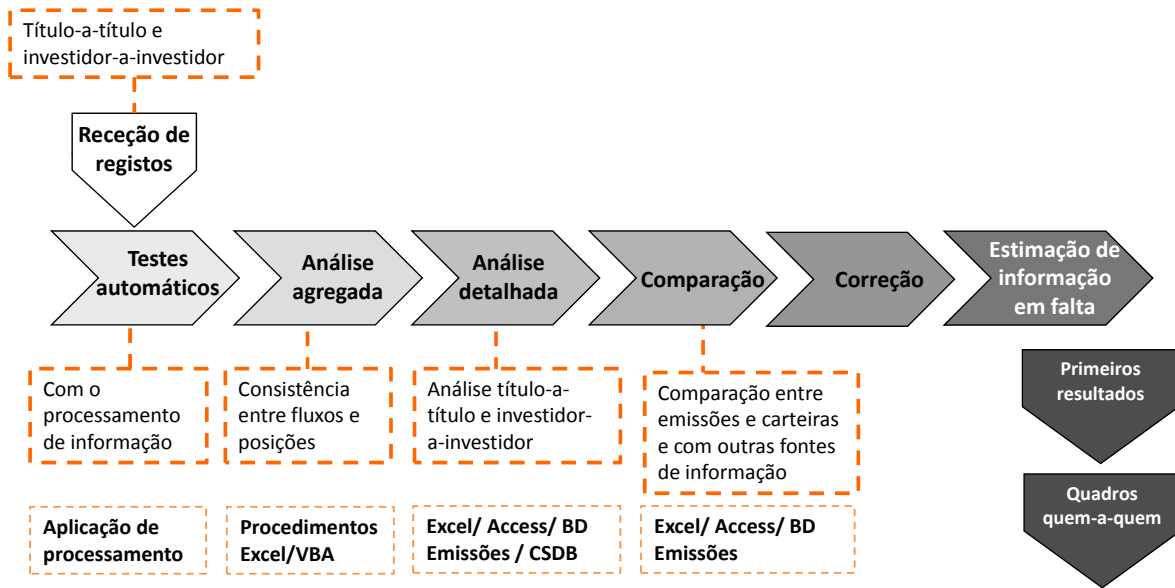 Título-a-título e
investidor-a-investidor
Receção de
registos
Testes
automáticos
Análise
agregada
Análise
detalhada
Comparação
Correção
Estimação de
informação
em falta
Com o
processamento
de informação
Consistência
entre fluxos e
posições
Análise título-a-
título e investidor-
a-investidor
Comparação entre
emissões e carteiras
e com outras fontes
de informação
Primeiros
resultados
Quadros
quem-a-quem
Aplicação de
processamento
Procedimentos
Excel/VBA
Excel/ Access/ BD
Emissões / CSDB
Excel/ Access/ BD
Emissões